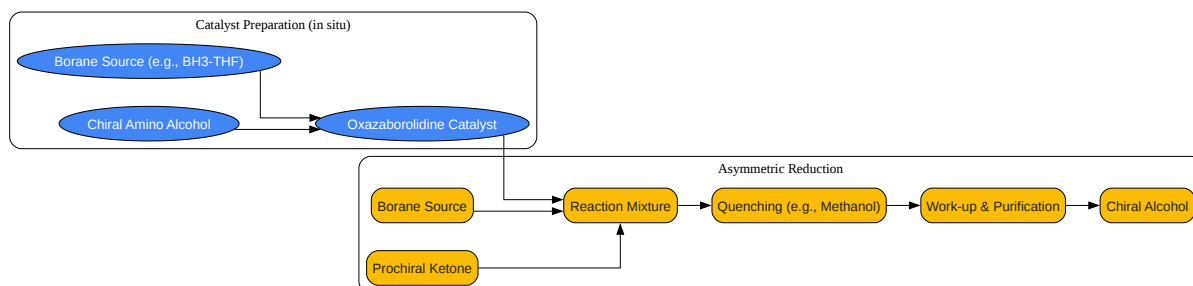 Catalyst Preparation (in situ)
Borane Source (e.g., BH3-THF)
Chiral Amino Alcohol
Oxazaborolidine Catalyst
Asymmetric Reduction
Borane Source
Reaction Mixture
Quenching (e.g., Methanol)
Work-up & Purification
Chiral Alcohol
Prochiral Ketone